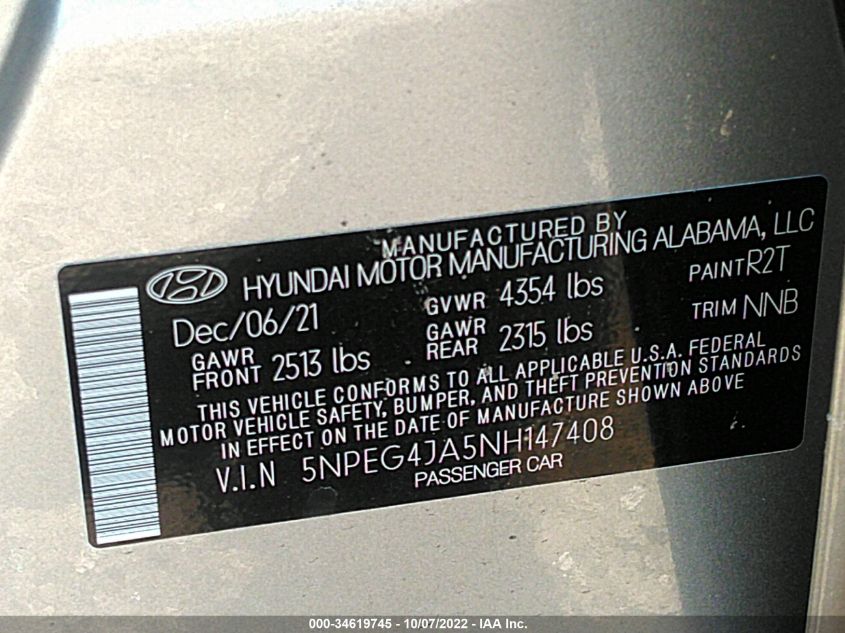 MANUFACTURED BY
HYUNDAI MOTOR MANUFACTURING ALABAMA, LLC
Dec/06/21 GVWR 4354 lbs PAINT R2T
GAWR FRONT 2513 lbs GAWR REAR 2315 lbs TRIM NNB
THIS VEHICLE CONFORMS TO ALL APPLICABLE U.S.A. FEDERAL
MOTOR VEHICLE SAFETY, BUMPER, AND THEFT PREVENTION STANDARDS
IN EFFECT ON THE DATE OF MANUFACTURE SHOWN ABOVE
V.I.N 5NPEG4JA5NH147408
PASSENGER CAR
000-34619745 - 10/07/2022 - IAA Inc.